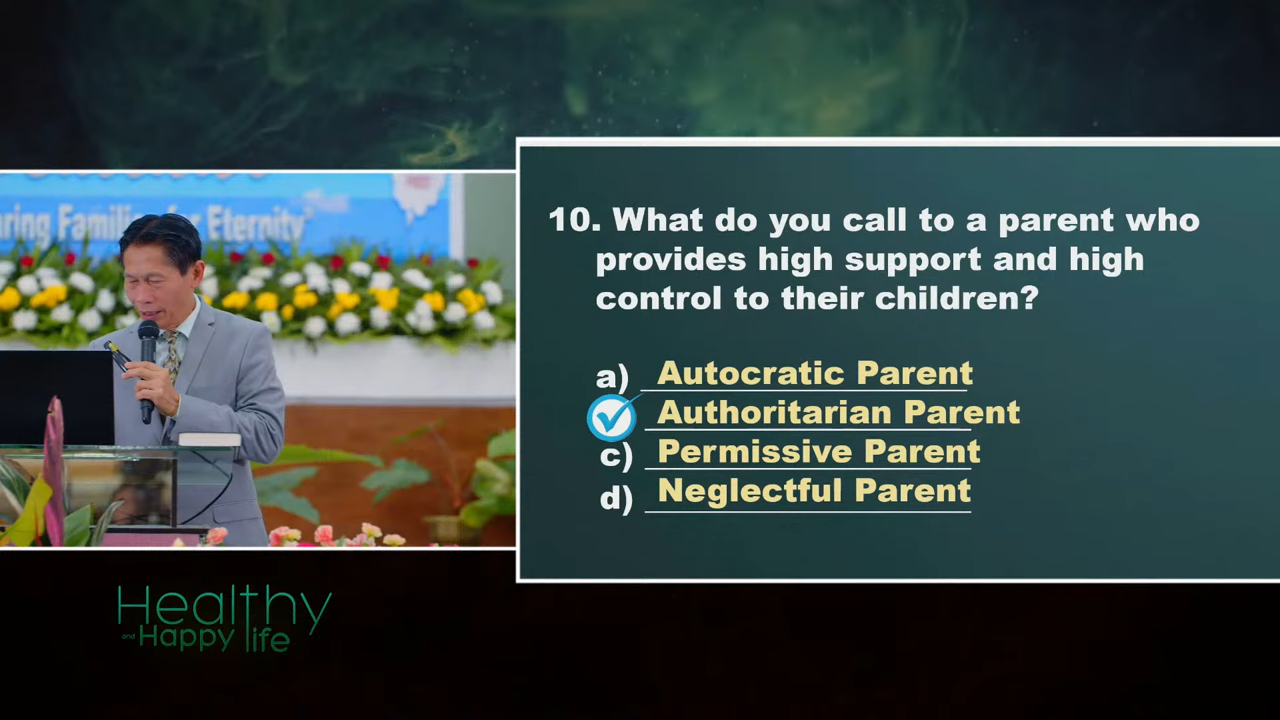 aring Families for Eternity"
10. What do you call to a parent who
provides high support and high
control to their children?
a) Autocratic Parent
Authoritarian Parent
c) Permissive Parent
d) Neglectful Parent
Healthy
and Happy life